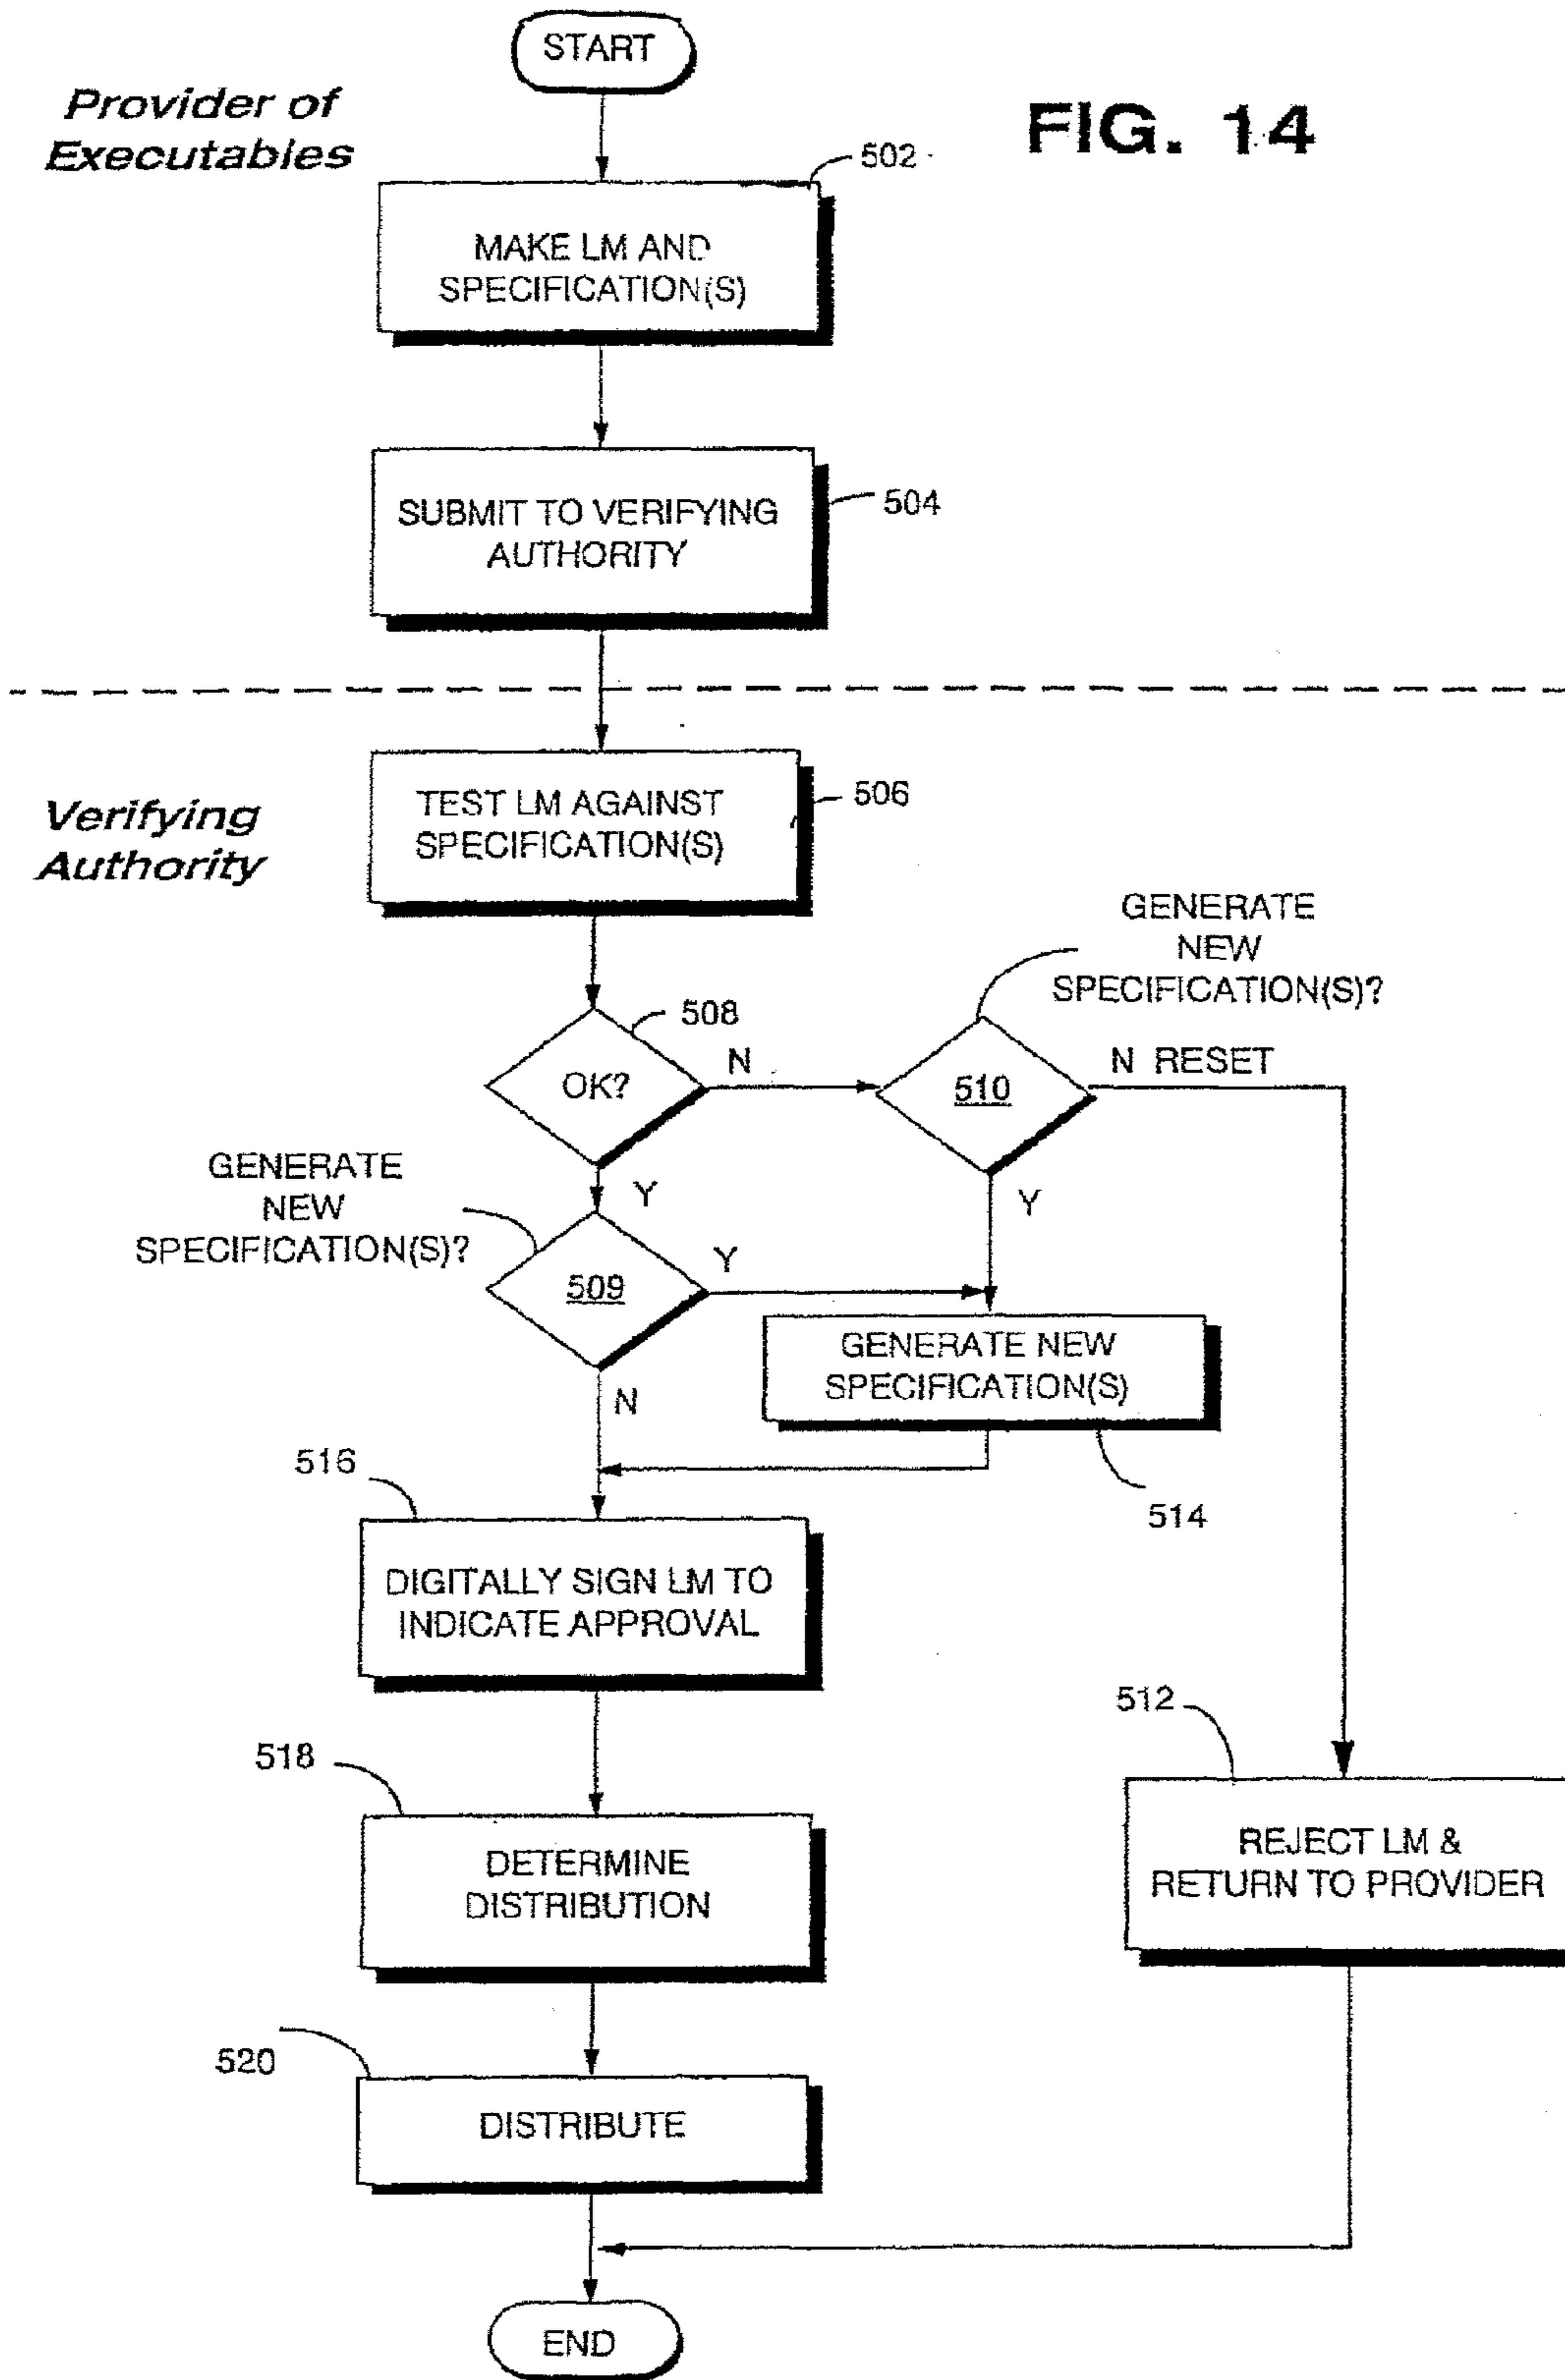 START
Provider of
Executables
FIG. 14
502
MAKE LM AND
SPECIFICATION(S)
SUBMIT TO VERIFYING
AUTHORITY
504
Verifying
Authority
TEST LM AGAINST
SPECIFICATION(S)
506
GENERATE
NEW
SPECIFICATION(S)?
508
OK?
N
510
N RESET
GENERATE
NEW
SPECIFICATION(S)?
Y
Y
509
Y
GENERATE NEW
SPECIFICATION(S)
N
514
516
DIGITALLY SIGN LM TO
INDICATE APPROVAL
512
518
DETERMINE
DISTRIBUTION
REJECT LM &
RETURN TO PROVIDER
520
DISTRIBUTE
END